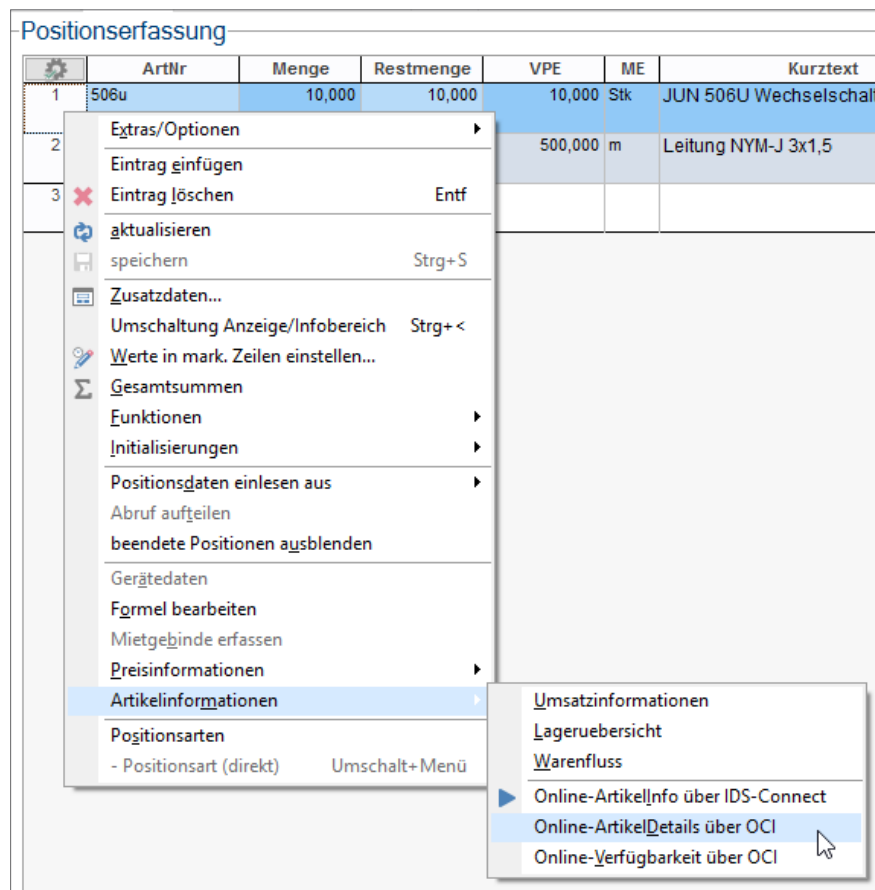 Positionserfassung
ArtNr Menge Restmenge VPE ME Kurztext
1 506u 10,000 10,000 10,000 Stk JUN 506U Wechselschalt
2 500,000 m Leitung NYM-J 3x1,5
3
Extras/Optionen
Eintrag einfügen
Eintrag löschen Entf
aktualisieren
speichern Strg+S
Zusatzdaten...
Umschaltung Anzeige/Infobereich Strg+<
Werte in mark. Zeilen einstellen...
Gesamtsummen
Funktionen
Initialisierungen
Positionsdaten einlesen aus
Abruf aufteilen
beendete Positionen ausblenden
Gerätedaten
Formel bearbeiten
Mietgebinde erfassen
Preisinformationen
Artikelinformationen
Positionsarten
- Positionsart (direkt) Umschalt+Menü
Umsatzinformationen
Lageruebersicht
Warenfluss
Online-ArtikelInfo über IDS-Connect
Online-ArtikelDetails über OCI
Online-Verfügbarkeit über OCI